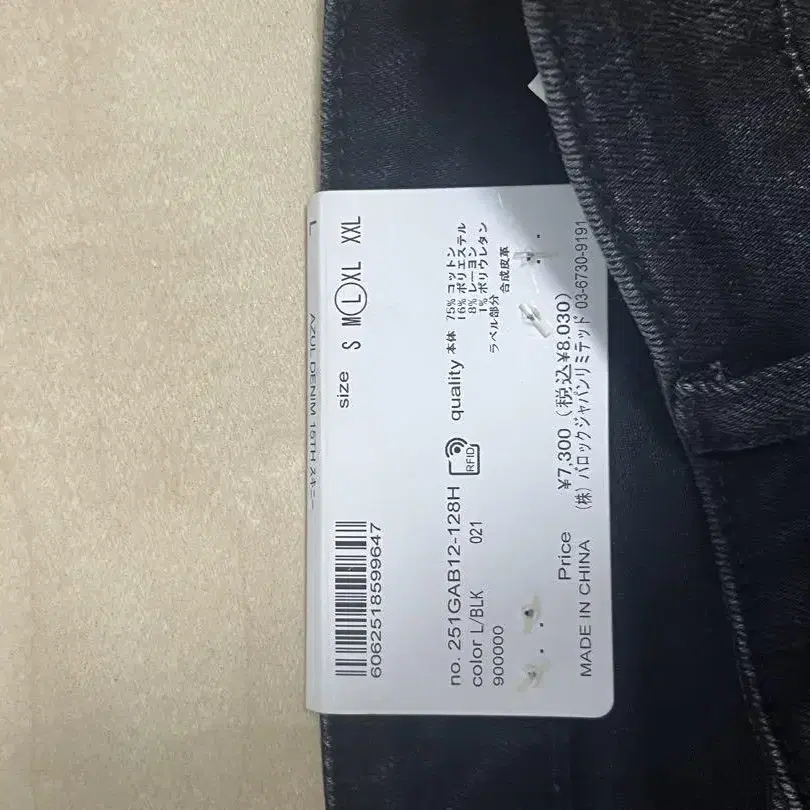 L
AZUL DENIM 15TH スキニー
size S M L XL XXL
6062518599647
no. 251GAB12-128H
RFID
color L/BLK 021
900000
quality 本体 75% コットン
16% ポリエステル
8% レーヨン
1% ポリウレタン
ラベル部分
合成皮革
Price ¥7,300 (税込¥8,030)
MADE IN CHINA (株) バロックジャパンリミテッド 03-6730-9191